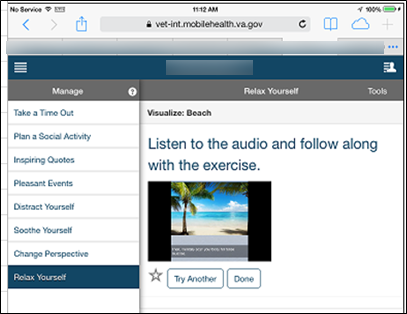 No Service
11:12 AM
100%
vet-int.mobilehealth.va.gov
Manage
?
Relax Yourself
Tools
Take a Time Out
Plan a Social Activity
Inspiring Quotes
Pleasant Events
Distract Yourself
Soothe Yourself
Change Perspective
Relax Yourself
Visualize: Beach
Listen to the audio and follow along
with the exercise.
Try Another
Done